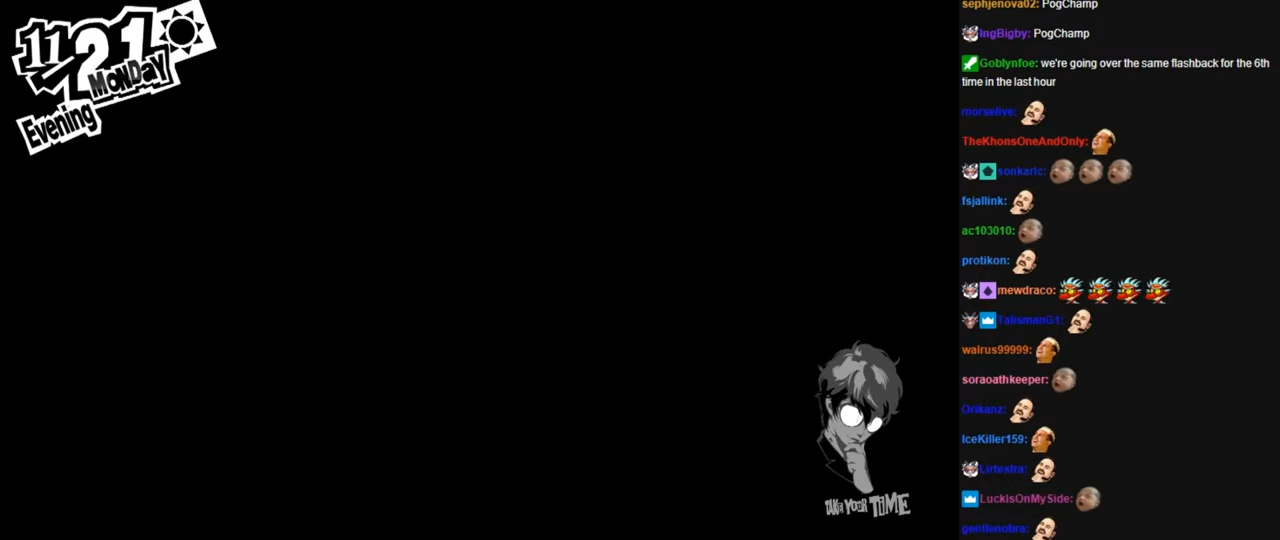 11/21
MONDAY
Evening
TAKE YOUR TIME
sephjenova02: PogChamp
IngBigby: PogChamp
Goblynfoe: we're going over the same flashback for the 6th
time in the last hour
morselive:
TheKhonsOneAndOnly:
sonkarlc:
fsjallink:
ac103010:
protikon:
mewdraco:
TalismanG1:
walrus99999:
soraoathkeeper:
Orikanz:
IceKiller159:
Lirtestra:
LuckIsOnMySide:
gentlenobra: